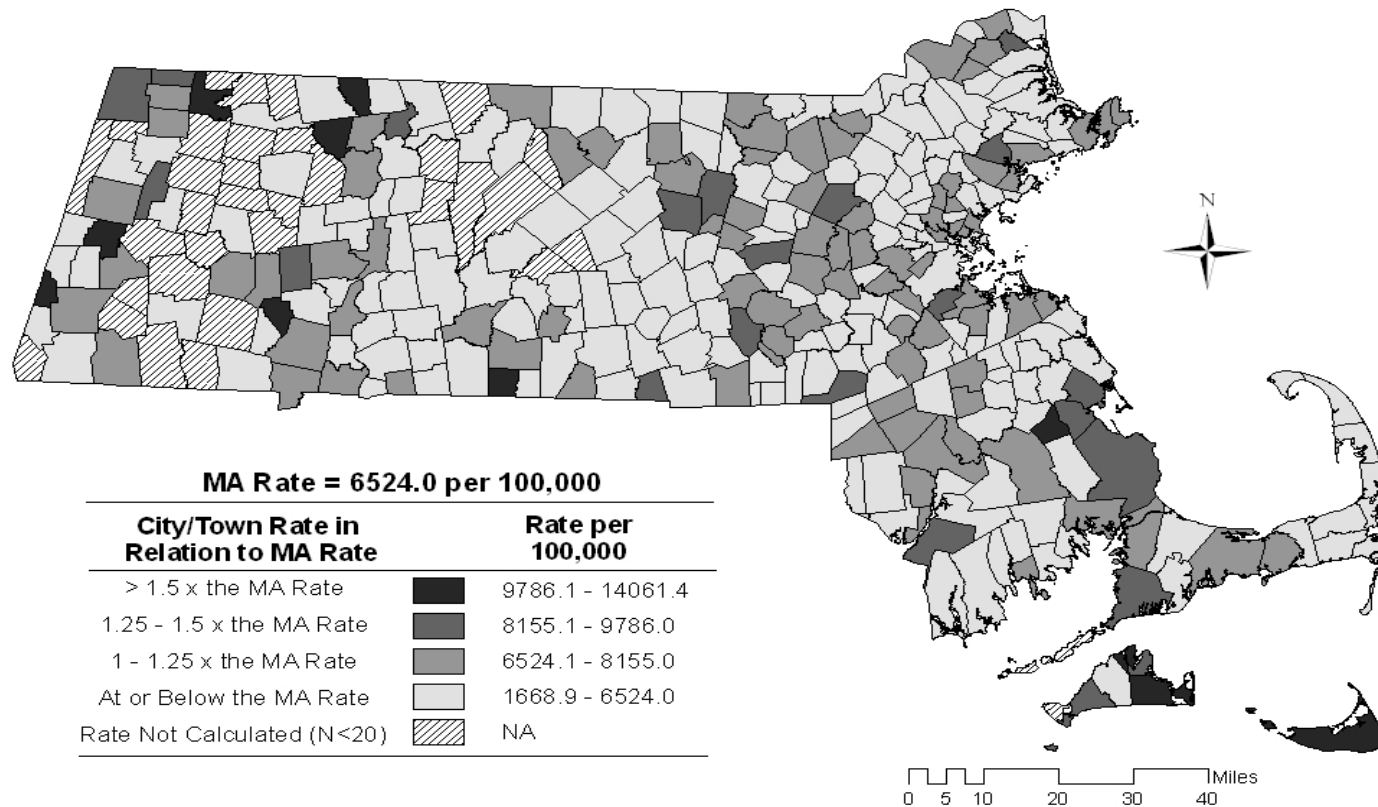 N
MA Rate = 6524.0 per 100,000
City/Town Rate in
Relation to MA Rate
Rate per
100,000
> 1.5 x the MA Rate 9786.1 - 14061.4
1.25 - 1.5 x the MA Rate 8155.1 - 9786.0
1 - 1.25 x the MA Rate 6524.1 - 8155.0
At or Below the MA Rate 1668.9 - 6524.0
Rate Not Calculated (N<20) NA
Miles
0 5 10 20 30 40